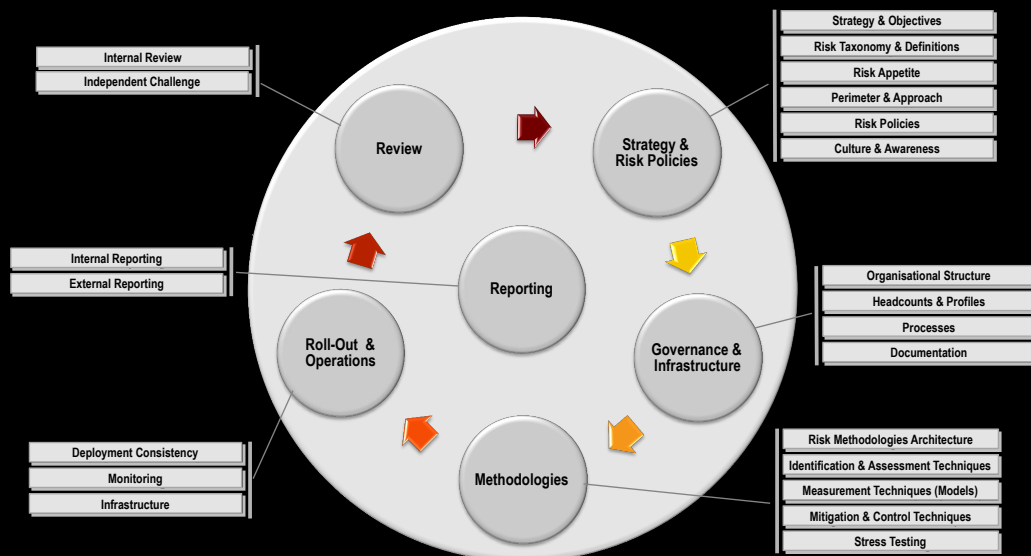 Internal Review
Independent Challenge
Review
Strategy &
Risk Policies
Strategy & Objectives
Risk Taxonomy & Definitions
Risk Appetite
Perimeter & Approach
Risk Policies
Culture & Awareness
Internal Reporting
External Reporting
Reporting
Organisational Structure
Headcounts & Profiles
Processes
Documentation
Roll-Out &
Operations
Governance &
Infrastructure
Deployment Consistency
Monitoring
Infrastructure
Methodologies
Risk Methodologies Architecture
Identification & Assessment Techniques
Measurement Techniques (Models)
Mitigation & Control Techniques
Stress Testing